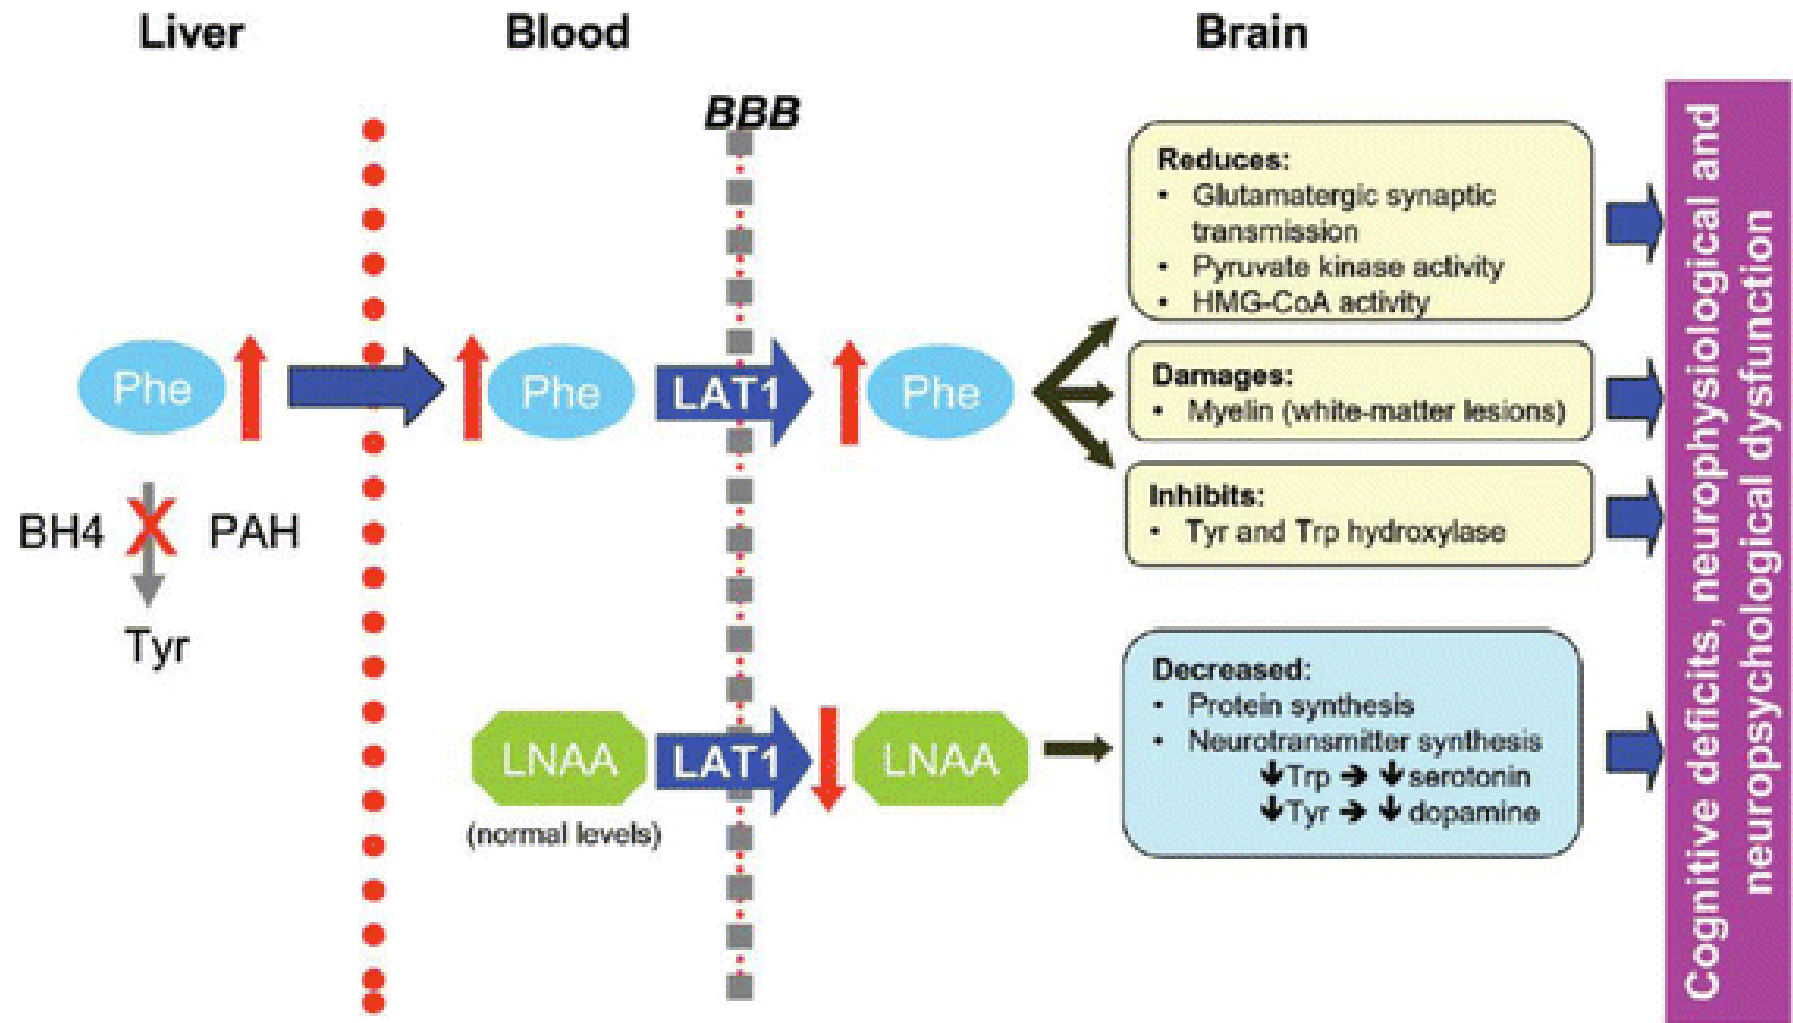 Liver
Blood
Brain
BBB
Phe
Phe
LAT1
Phe
BH4
X
PAH
Tyr
LNAA
(normal levels)
LAT1
LNAA
Reduces:
• Glutamatergic synaptic
transmission
• Pyruvate kinase activity
• HMG-CoA activity
Damages:
• Myelin (white-matter lesions)
Inhibits:
• Tyr and Trp hydroxylase
Decreased:
• Protein synthesis
• Neurotransmitter synthesis
↓Trp → ↓ serotonin
↓Tyr → ↓ dopamine
Cognitive deficits, neurophysiological and
neuropsychological dysfunction